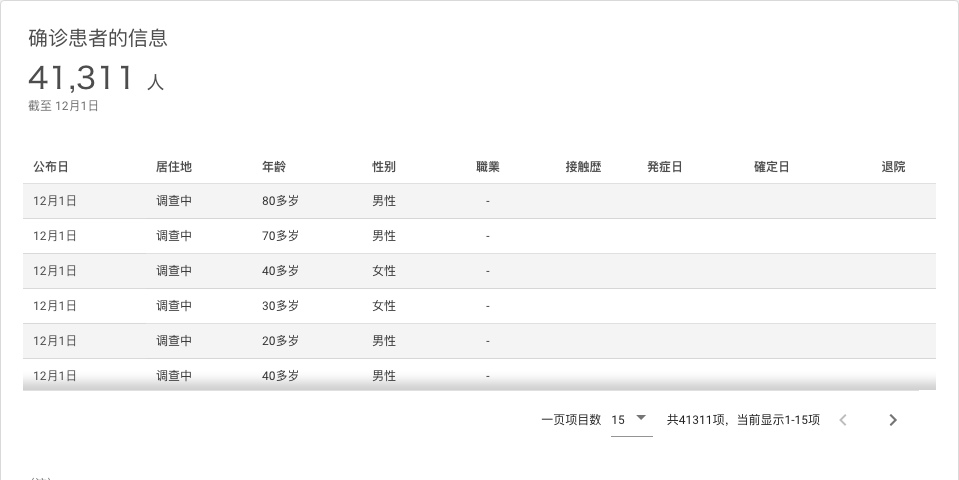 确诊患者的信息
41,311 人
截至 12月1日
公布日 居住地 年龄 性别 職業 接触歴 発症日 確定日 退院
12月1日 调查中 80多岁 男性 -
12月1日 调查中 70多岁 男性 -
12月1日 调查中 40多岁 女性 -
12月1日 调查中 30多岁 女性 -
12月1日 调查中 20多岁 男性 -
12月1日 调查中 40多岁 男性 -
一页项目数 15 共41311项，当前显示1-15项